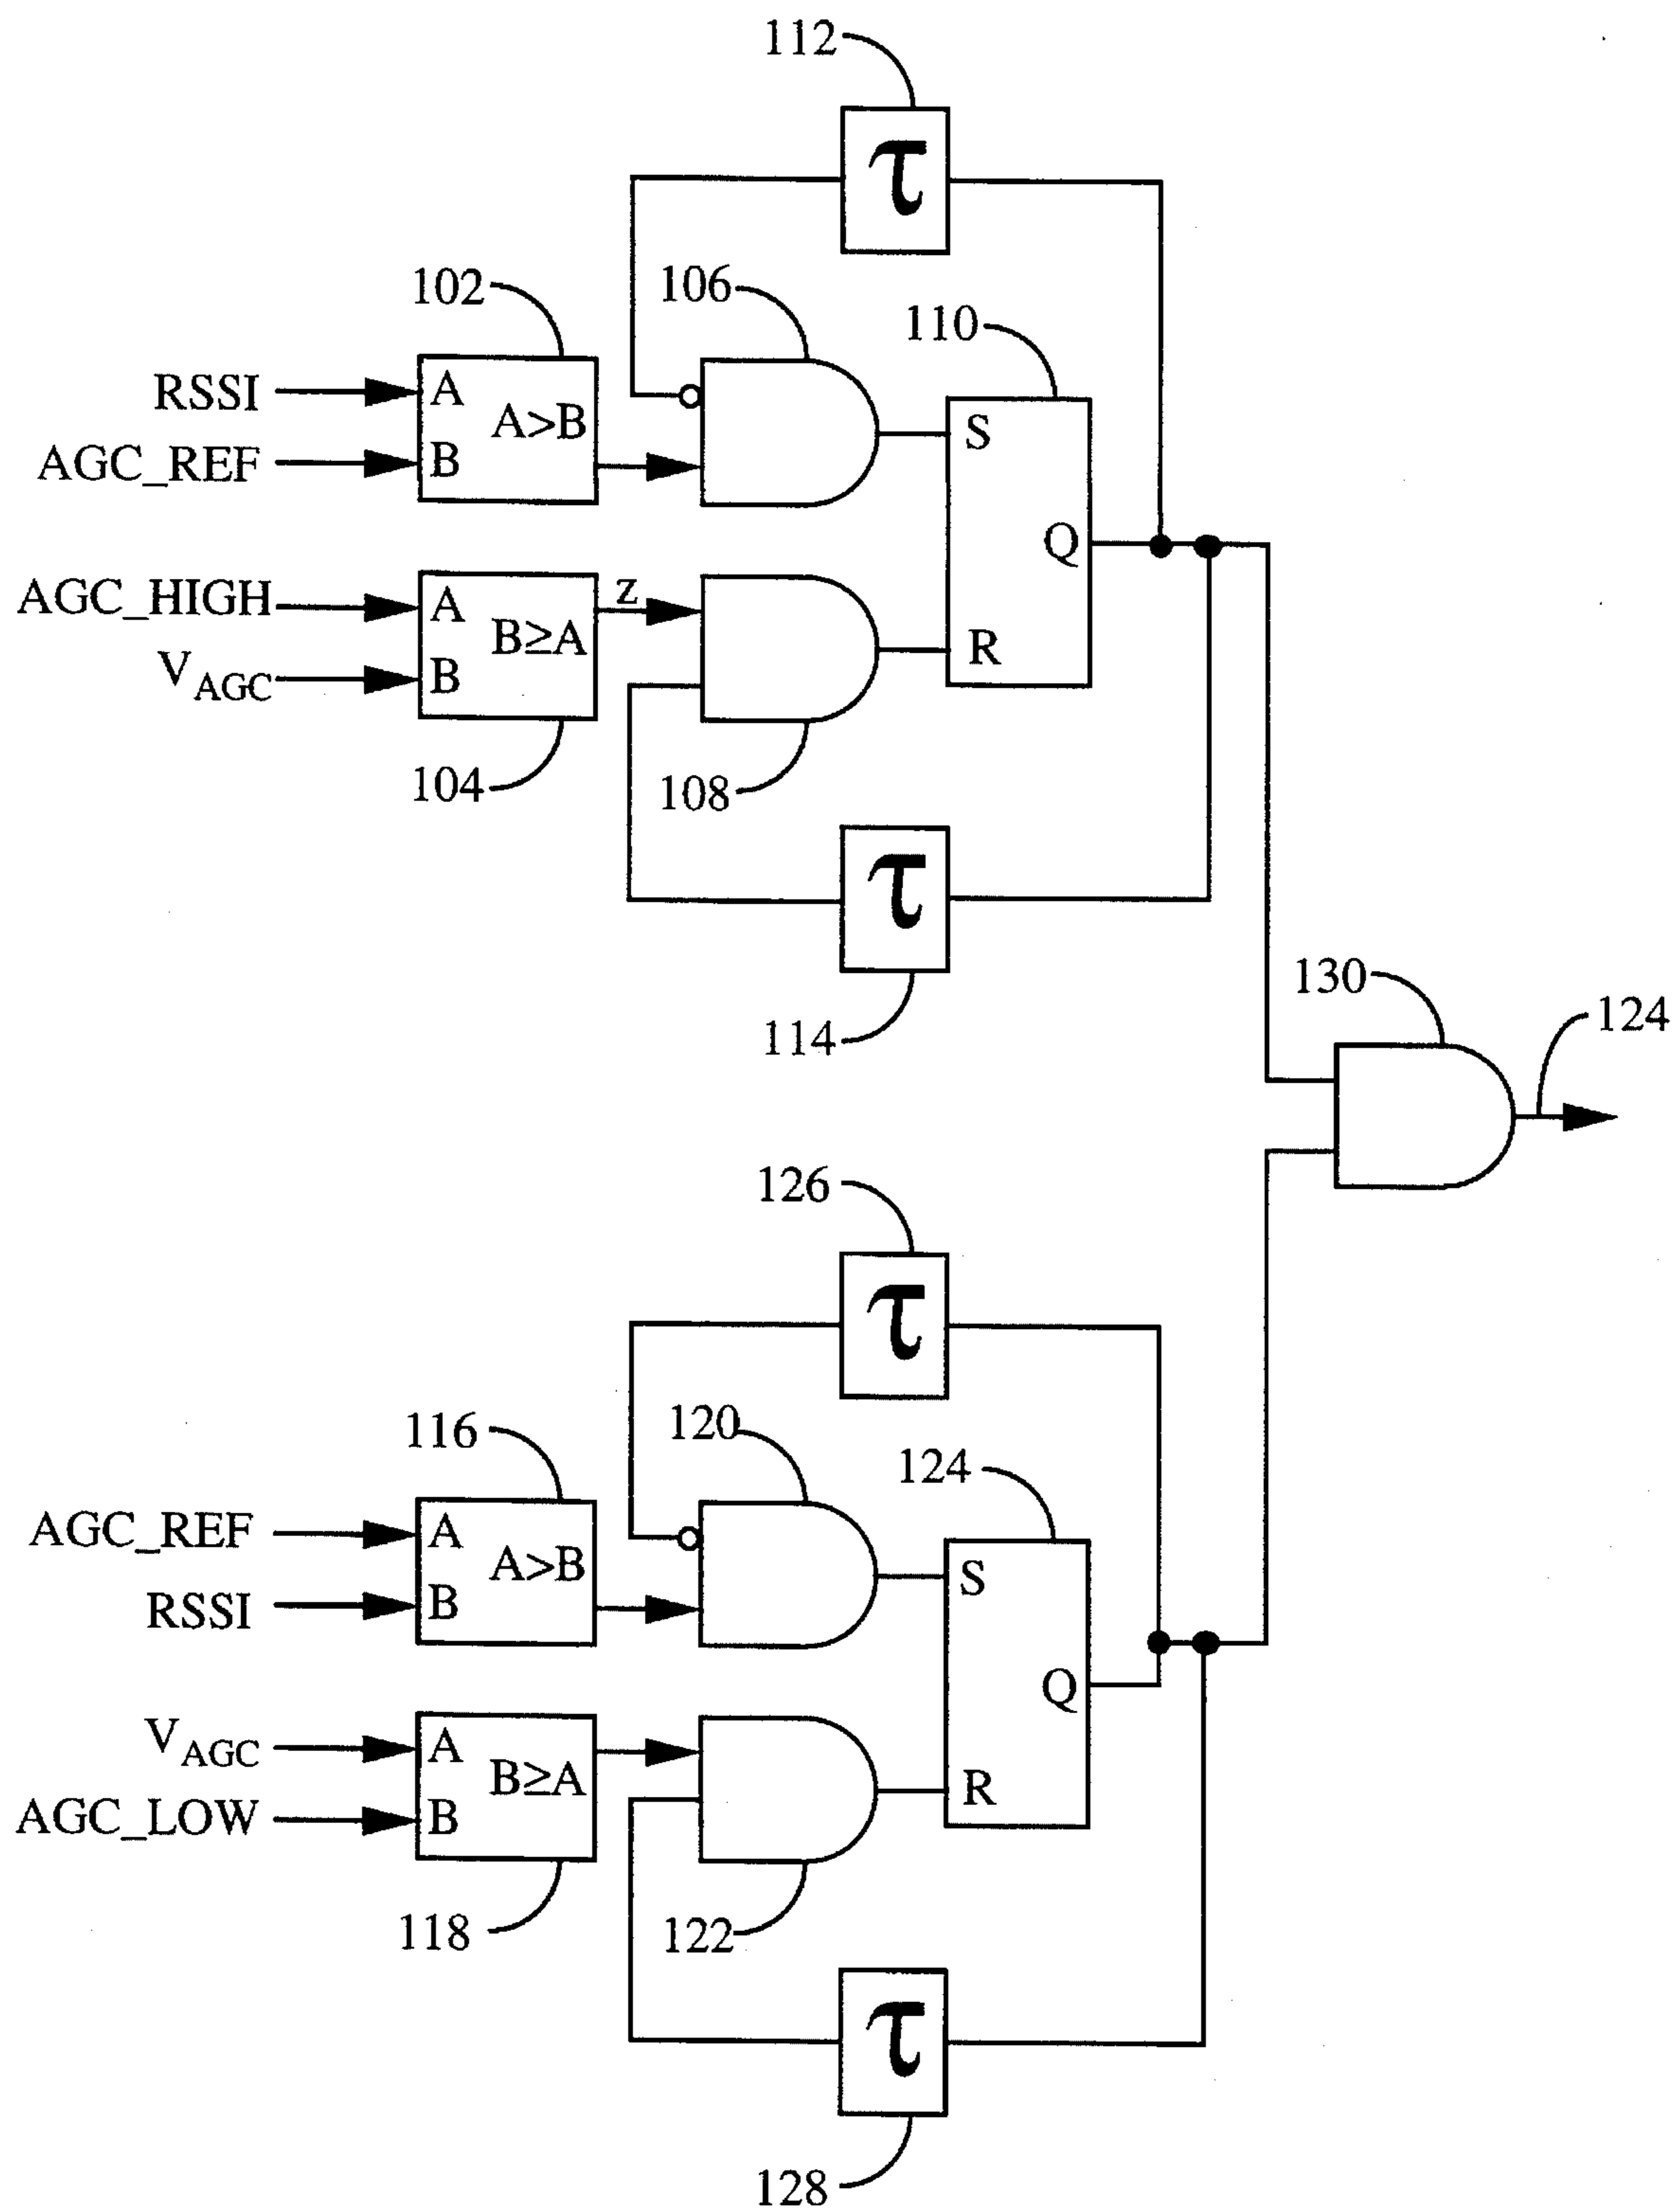 112
τ
102
106
110
RSSI
A
A>B
AGC_REF
B
S
Q
AGC_HIGH
A
z
B≥A
V_AGC
B
R
104
108
τ
114
130
124
126
τ
116
120
124
AGC_REF
A
A>B
RSSI
B
S
Q
V_AGC
A
B≥A
AGC_LOW
B
R
118
122
τ
128